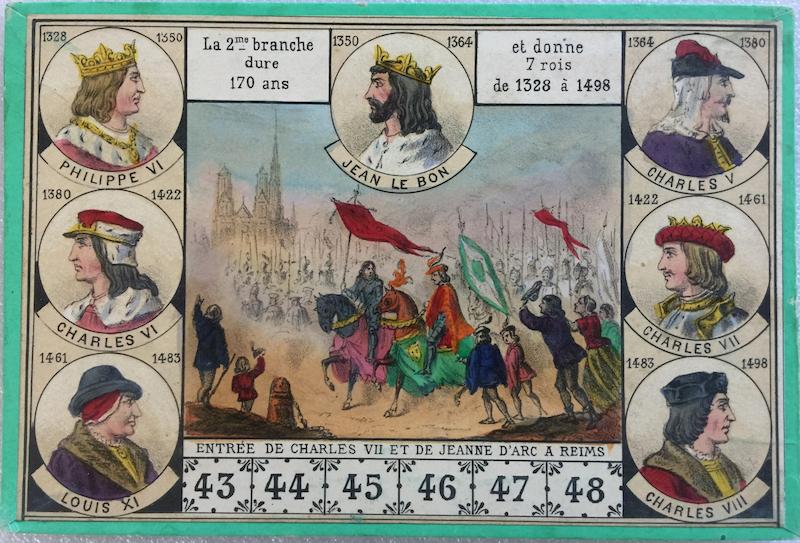 1328 1350
PHILIPPE VI
La 2me branche
dure
170 ans
1350 1364
JEAN LE BON
et donne
7 rois
de 1328 à 1498
1364 1380
CHARLES V
1380 1422
CHARLES VI
1422 1461
CHARLES VII
1461 1483
LOUIS XI
1483 1498
CHARLES VIII
ENTRÉE DE CHARLES VII ET DE JEANNE D'ARC A REIMS
43 44 45 46 47 48